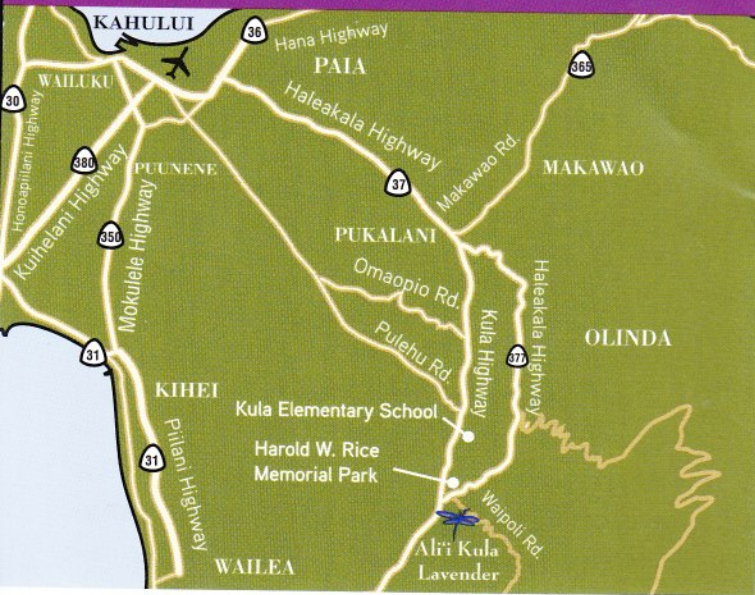 KAHULUI
36
Hana Highway
PAIA
365
WAILUKU
30
Honoapiilani Highway
Haleakala Highway
380
PUUNENE
37
Makawao Rd.
MAKAWAO
Kuihelani Highway
350
Mokulele Highway
PUKALANI
Omaopio Rd.
Haleakala Highway
Kula Highway
OLINDA
31
Pulehu Rd.
377
KIHEI
Kula Elementary School
31
Piilani Highway
Harold W. Rice
Memorial Park
Waipoli Rd.
Ali'i Kula
Lavender
WAILEA